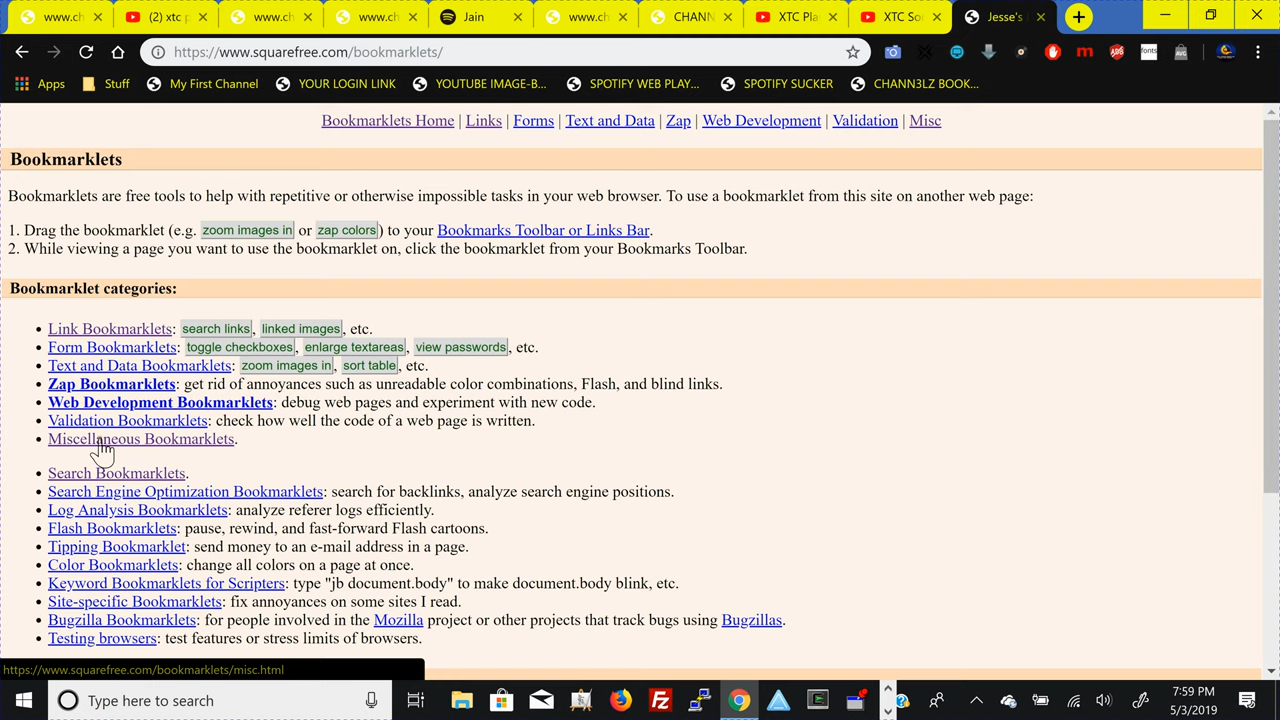 www.ch
(2) xtc p
www.ch
www.ch
Jain
www.ch
CHANN
XTC Pla
XTC So
Jesse's
https://www.squarefree.com/bookmarklets/
Apps
Stuff
My First Channel
YOUR LOGIN LINK
YOUTUBE IMAGE-B...
SPOTIFY WEB PLAY...
SPOTIFY SUCKER
CHANN3LZ BOOK...
Bookmarklets Home | Links | Forms | Text and Data | Zap | Web Development | Validation | Misc
Bookmarklets
Bookmarklets are free tools to help with repetitive or otherwise impossible tasks in your web browser. To use a bookmarklet from this site on another web page:
1. Drag the bookmarklet (e.g. zoom images in or zap colors) to your Bookmarks Toolbar or Links Bar.
2. While viewing a page you want to use the bookmarklet on, click the bookmarklet from your Bookmarks Toolbar.
Bookmarklet categories:
• Link Bookmarklets: search links, linked images, etc.
• Form Bookmarklets: toggle checkboxes, enlarge textareas, view passwords, etc.
• Text and Data Bookmarklets: zoom images in, sort table, etc.
• Zap Bookmarklets: get rid of annoyances such as unreadable color combinations, Flash, and blind links.
• Web Development Bookmarklets: debug web pages and experiment with new code.
• Validation Bookmarklets: check how well the code of a web page is written.
• Miscellaneous Bookmarklets.
• Search Bookmarklets.
• Search Engine Optimization Bookmarklets: search for backlinks, analyze search engine positions.
• Log Analysis Bookmarklets: analyze referer logs efficiently.
• Flash Bookmarklets: pause, rewind, and fast-forward Flash cartoons.
• Tipping Bookmarklet: send money to an e-mail address in a page.
• Color Bookmarklets: change all colors on a page at once.
• Keyword Bookmarklets for Scripters: type "jb document.body" to make document.body blink, etc.
• Site-specific Bookmarklets: fix annoyances on some sites I read.
• Bugzilla Bookmarklets: for people involved in the Mozilla project or other projects that track bugs using Bugzillas.
• Testing browsers: test features or stress limits of browsers.
https://www.squarefree.com/bookmarklets/misc.html
Type here to search
7:59 PM
5/3/2019